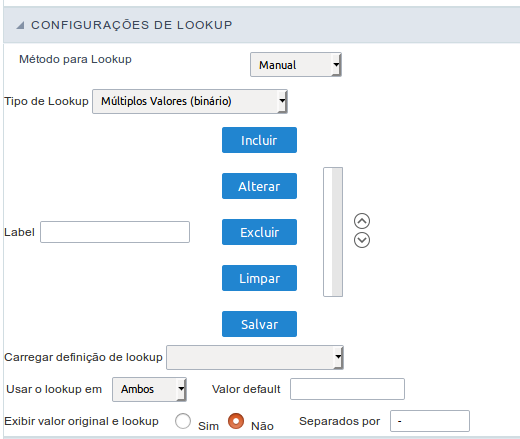 CONFIGURAÇÕES DE LOOKUP
Método para Lookup Manual
Tipo de Lookup Múltiplos Valores (binário)
Incluir
Alterar
Label Excluir
Limpar
Salvar
Carregar definição de lookup
Usar o lookup em Ambos Valor default
Exibir valor original e lookup Sim Não Separados por -